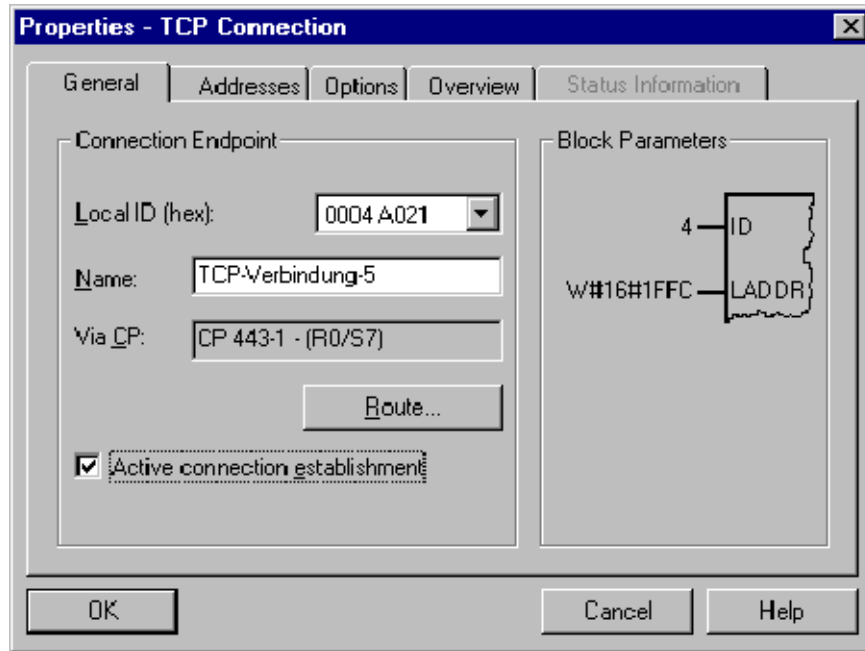 Properties - TCP Connection
General Addresses Options Overview Status Information
Connection Endpoint
Local ID (hex): 0004 A021
Name: TCP-Verbindung-5
Via CP: CP 443-1 - (R0/S7)
Route...
Active connection establishment
Block Parameters
4 ID
W#16#1FFC LADDR
OK Cancel Help